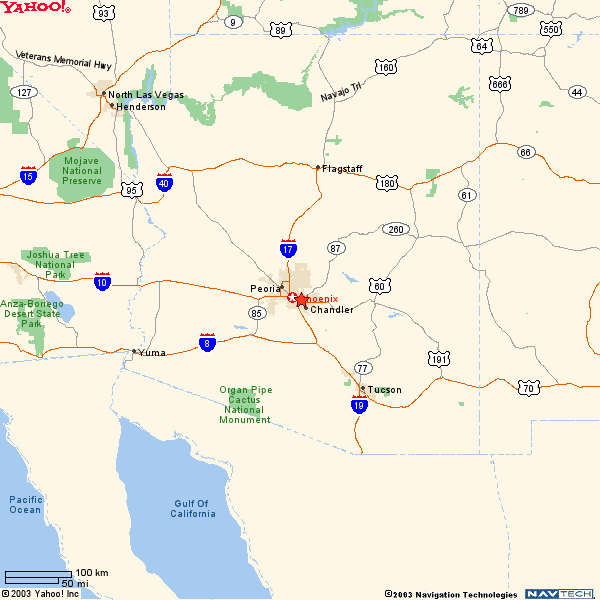 YAHOO!
93
9
89
789
550
64
Veterans Memorial Hwy
160
666
127
North Las Vegas
Henderson
Navajo Trl
44
66
Mojave
National
Preserve
15
95
40
Flagstaff
180
61
260
17
87
Joshua Tree
National
Park
10
60
Peoria
Phoenix
Chandler
Anza-Borrego
Desert State
Park
85
8
Yuma
191
77
70
Organ Pipe
Cactus
National
Monument
Tucson
19
Pacific
Ocean
Gulf Of
California
100 km
50 mi
©2003 Yahoo! Inc
©2003 Navigation Technologies
NAVTECH